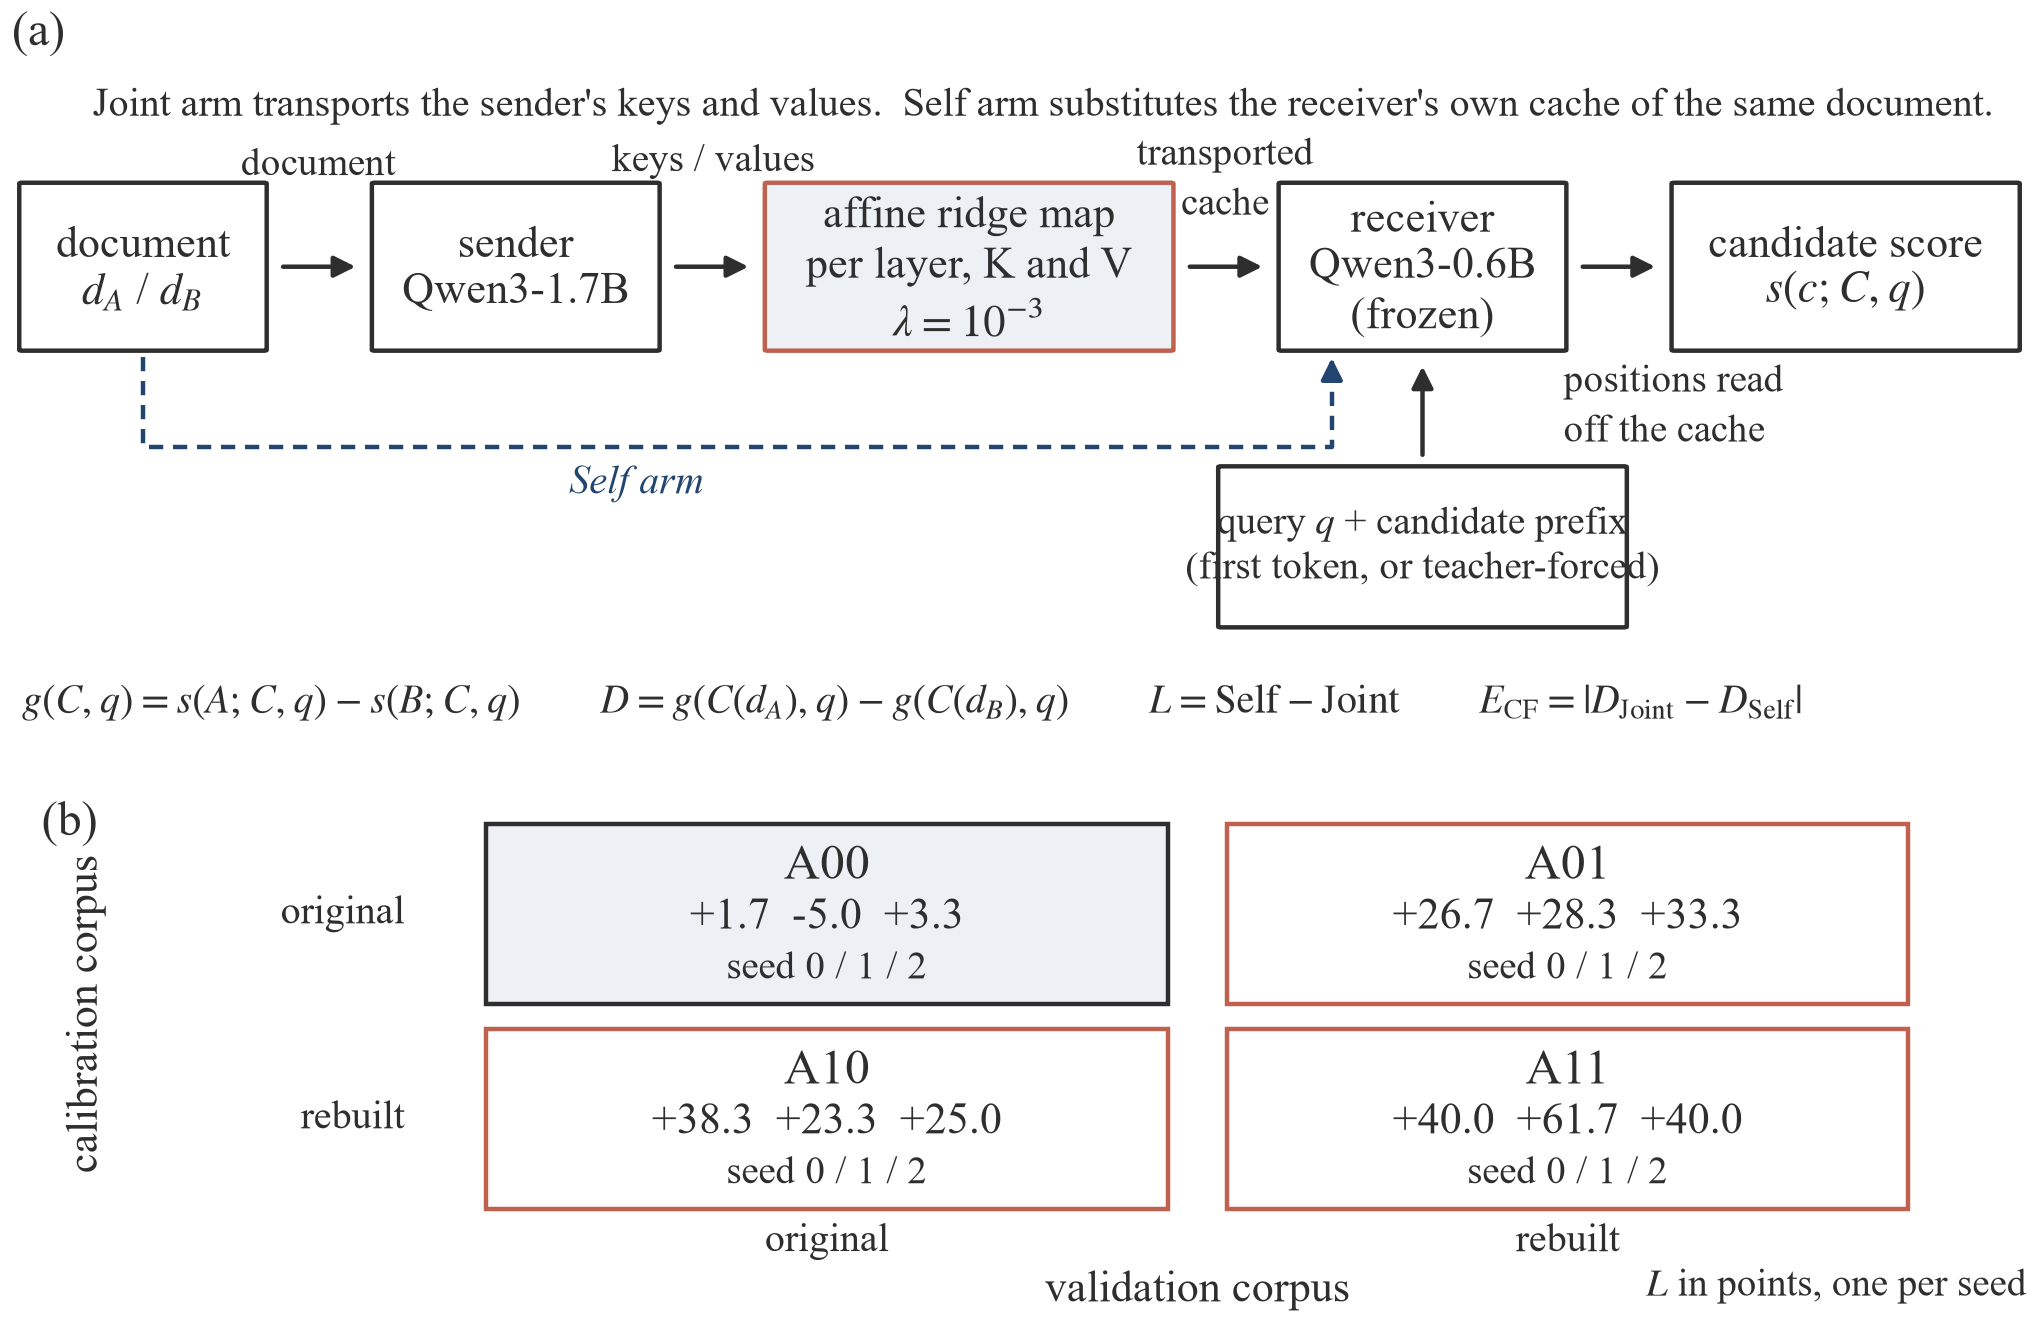 (a)
Joint arm transports the sender's keys and values.  Self arm substitutes the receiver's own cache of the same document.
document
keys / values
transported
cache
document
d_A / d_B
sender
Qwen3-1.7B
affine ridge map
per layer, K and V
λ = 10⁻³
receiver
Qwen3-0.6B
(frozen)
candidate score
s(c; C, q)
positions read
off the cache
Self arm
query q + candidate prefix
(first token, or teacher-forced)
g(C, q) = s(A; C, q) − s(B; C, q)
D = g(C(d_A), q) − g(C(d_B), q)
L = Self − Joint
E_CF = |D_Joint − D_Self|
(b)
calibration corpus
original
A00
+1.7  -5.0  +3.3
seed 0 / 1 / 2
A01
+26.7  +28.3  +33.3
seed 0 / 1 / 2
rebuilt
A10
+38.3  +23.3  +25.0
seed 0 / 1 / 2
A11
+40.0  +61.7  +40.0
seed 0 / 1 / 2
original
rebuilt
validation corpus
L in points, one per seed